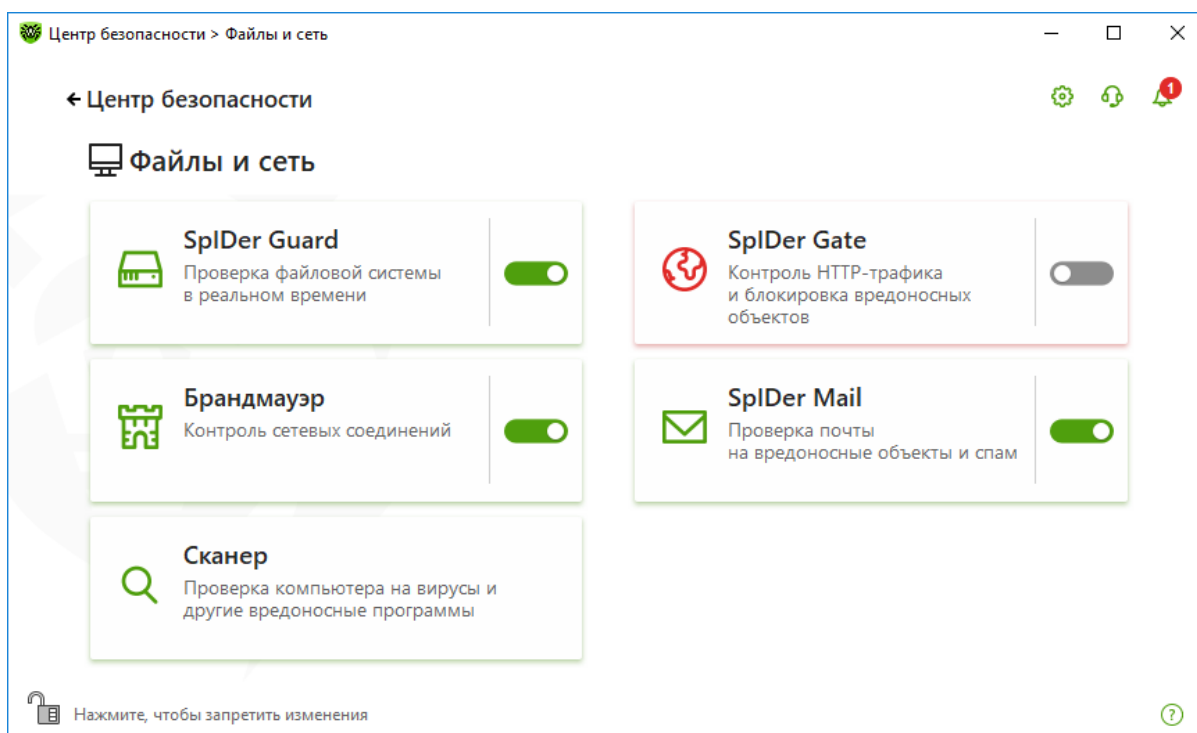 Центр безопасности > Файлы и сеть
Центр безопасности
1
Файлы и сеть
SpIDer Guard
Проверка файловой системы
в реальном времени
SpIDer Gate
Контроль HTTP-трафика
и блокировка вредоносных
объектов
Брандмауэр
Контроль сетевых соединений
SpIDer Mail
Проверка почты
на вредоносные объекты и спам
Сканер
Проверка компьютера на вирусы и
другие вредоносные программы
Нажмите, чтобы запретить изменения
?